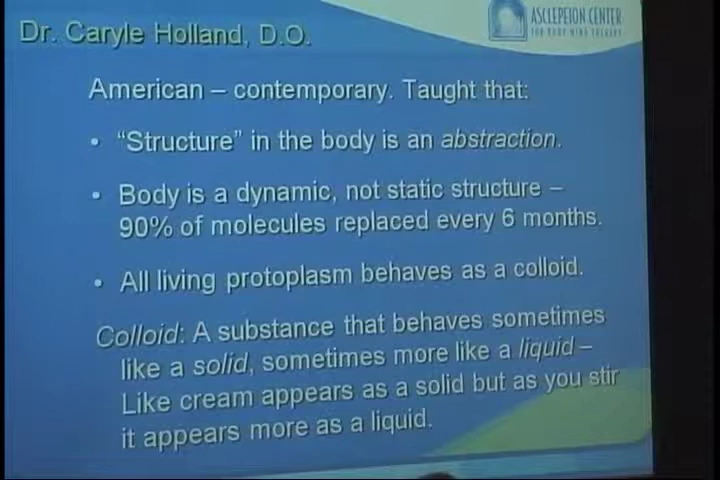 Dr. Caryle Holland, D.O.
ASCLEPEION CENTER
FOR BODY-MIND THERAPY
American – contemporary. Taught that:
• “Structure” in the body is an abstraction.
• Body is a dynamic, not static structure –
90% of molecules replaced every 6 months.
• All living protoplasm behaves as a colloid.
Colloid: A substance that behaves sometimes
like a solid, sometimes more like a liquid –
Like cream appears as a solid but as you stir
it appears more as a liquid.